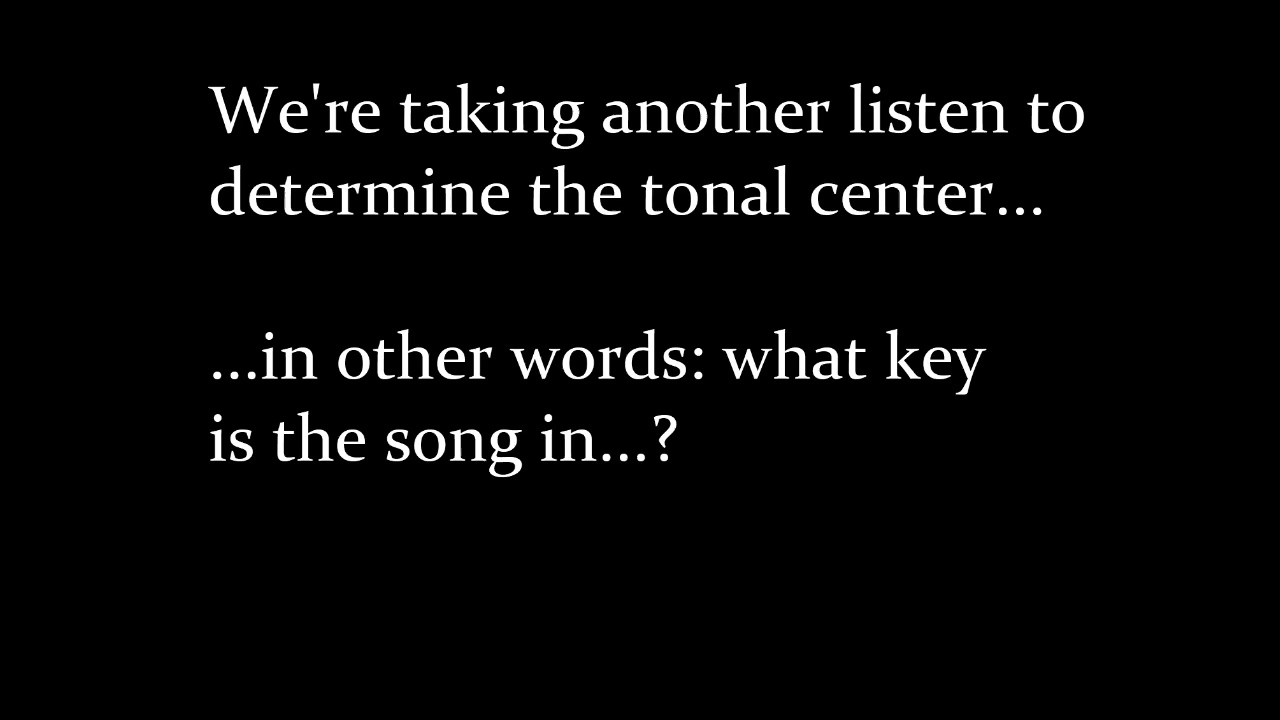 We're taking another listen to
determine the tonal center...
...in other words: what key
is the song in...?